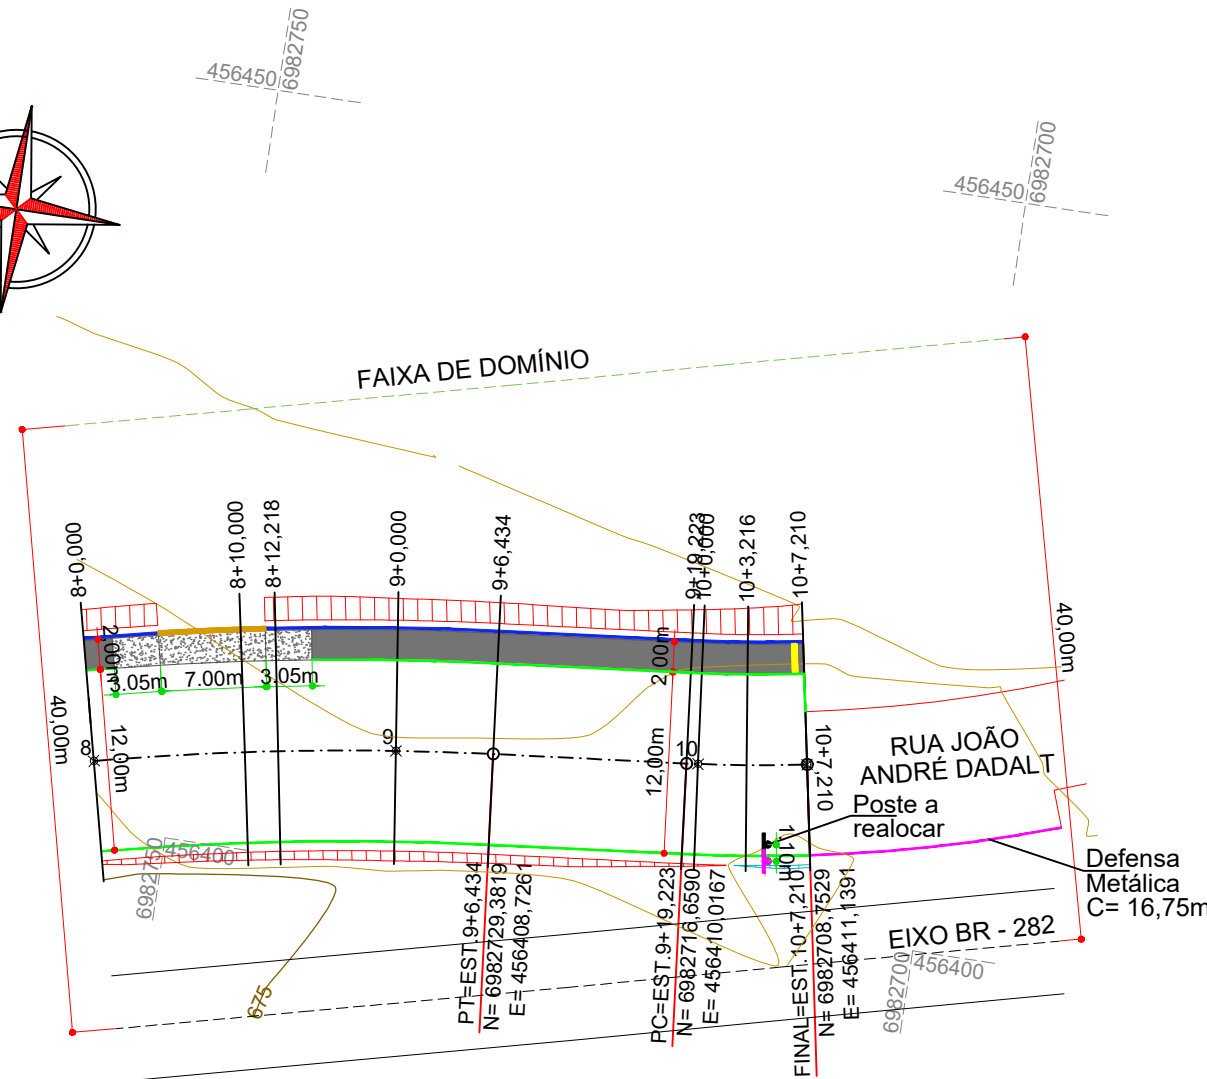 6982750
456450
6982700
456450
FAIXA DE DOMÍNIO
8+0,000
8+10,000
8+12,218
9+0,000
9+6,434
9+19,223
10+0,000
10+3,216
10+7,210
40,00m
2,00m
3.05m
7.00m
3.05m
2,00m
40,00m
8
12,00m
9
12,00m
10
10+7,210
RUA JOÃO
ANDRÉ DADALT
Poste a
realocar
1,10m
Defensa
Metálica
C= 16,75m
6982750
456400
675
PT=EST.9+6,434
N= 6982729,3819
E= 456408,7261
PC=EST.9+19,223
N= 6982716,6590
E= 456410,0167
FINAL=EST.10+7,210
N= 6982708,7529
E= 456411,1391
EIXO BR - 282
6982700
456400